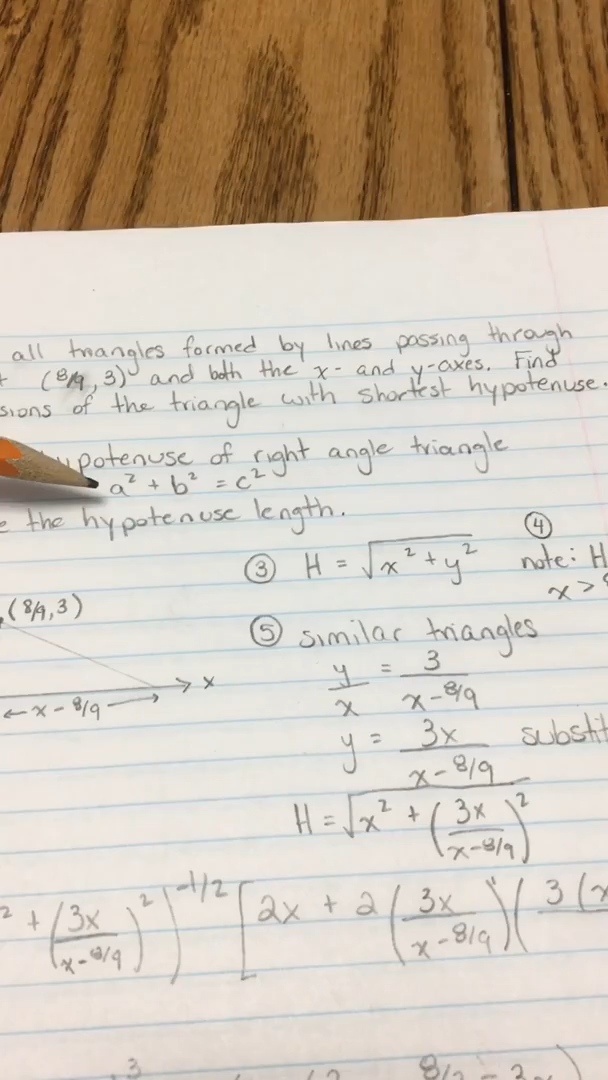 all triangles formed by lines passing through
(8/9, 3) and both the x- and y-axes. Find
sions of the triangle with shortest hypotenuse.
ypotenuse of right angle triangle
a² + b² = c²
e the hypotenuse length.
③ H = √(x² + y²)
④
note: H
x >
(8/9, 3)
x
← x - 8/9 →
⑤ similar triangles
y/x = 3/(x - 8/9)
y = 3x/(x - 8/9) substit
H = √(x² + (3x/(x - 8/9))²)
² + (3x/(x - 8/9))²)^(-1/2) [2x + 2(3x/(x - 8/9))(3(x